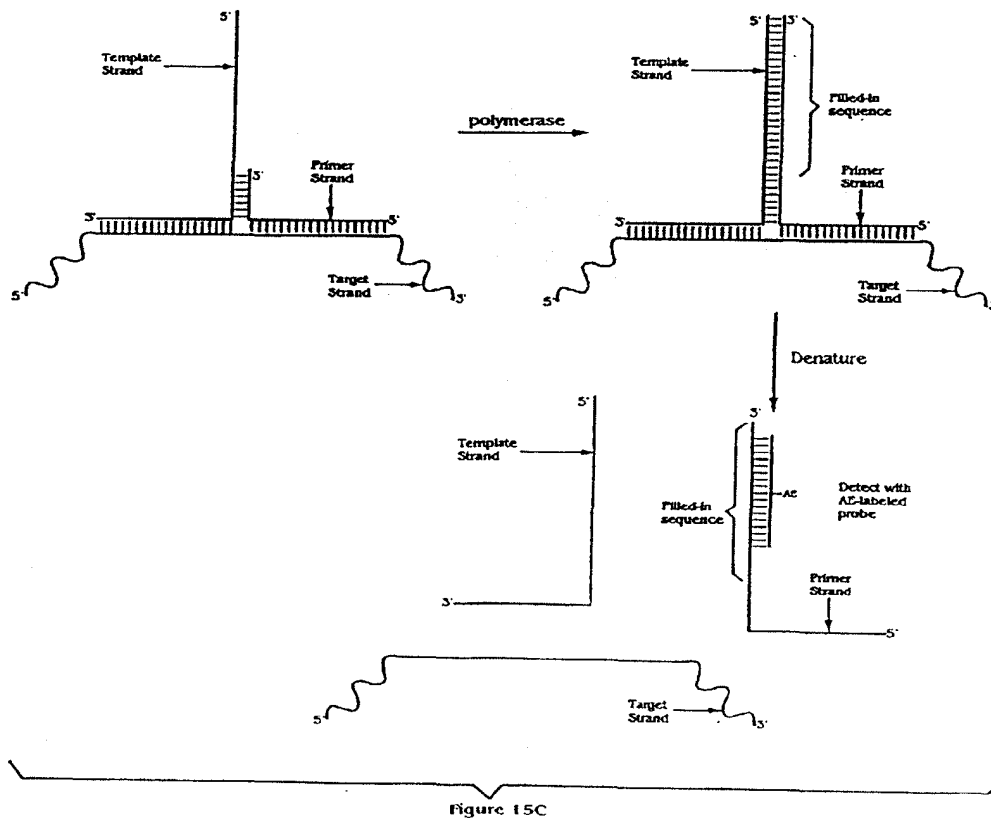 5'
Template
Strand
3'
Primer
Strand
3'
5'
5'
Target
Strand
3'
polymerase
5'
3'
Template
Strand
Filled-in
sequence
Primer
Strand
3'
5'
5'
Target
Strand
Denature
5'
Template
Strand
3'
3'
Filled-in
sequence
AE
Detect with
AE-labeled
probe
Primer
Strand
5'
5'
Target
Strand
3'
Figure 15C